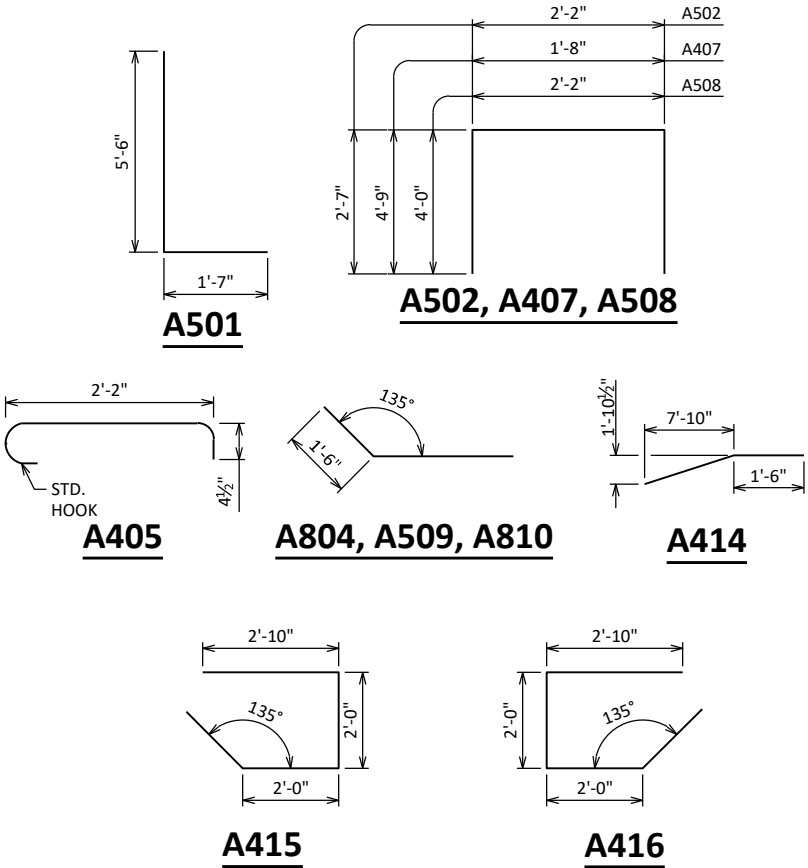 2'-2" A502
1'-8" A407
2'-2" A508
5'-6"
1'-7"
A501
2'-7"
4'-9"
4'-0"
A502, A407, A508
2'-2"
STD.
HOOK
4½"
A405
135°
1'-6"
A804, A509, A810
1'-10½"
7'-10"
1'-6"
A414
2'-10"
135°
2'-0"
2'-0"
A415
2'-10"
2'-0"
135°
2'-0"
A416